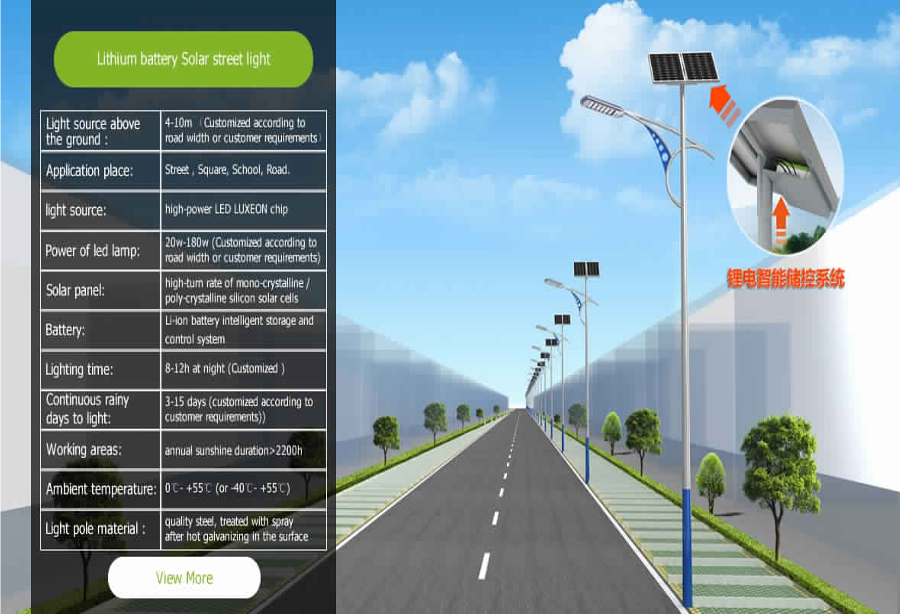 Lithium battery Solar street light
Light source above
the ground :
4-10m （Customized according to
road width or customer requirements）
Application place:
Street , Square, School, Road.
light source:
high-power LED LUXEON chip
Power of led lamp:
20w-180w (Customized according to
road width or customer requirements)
Solar panel:
high-turn rate of mono-crystalline /
poly-crystalline silicon solar cells
Battery:
Li-ion battery intelligent storage and
control system
Lighting time:
8-12h at night (Customized )
Continuous rainy
days to light:
3-15 days (customized according to
customer requirements))
Working areas:
annual sunshine duration>2200h
Ambient temperature:
0℃- +55℃ (or -40℃- +55℃)
Light pole material :
quality steel, treated with spray
after hot galvanizing in the surface
View More
锂电智能储控系统